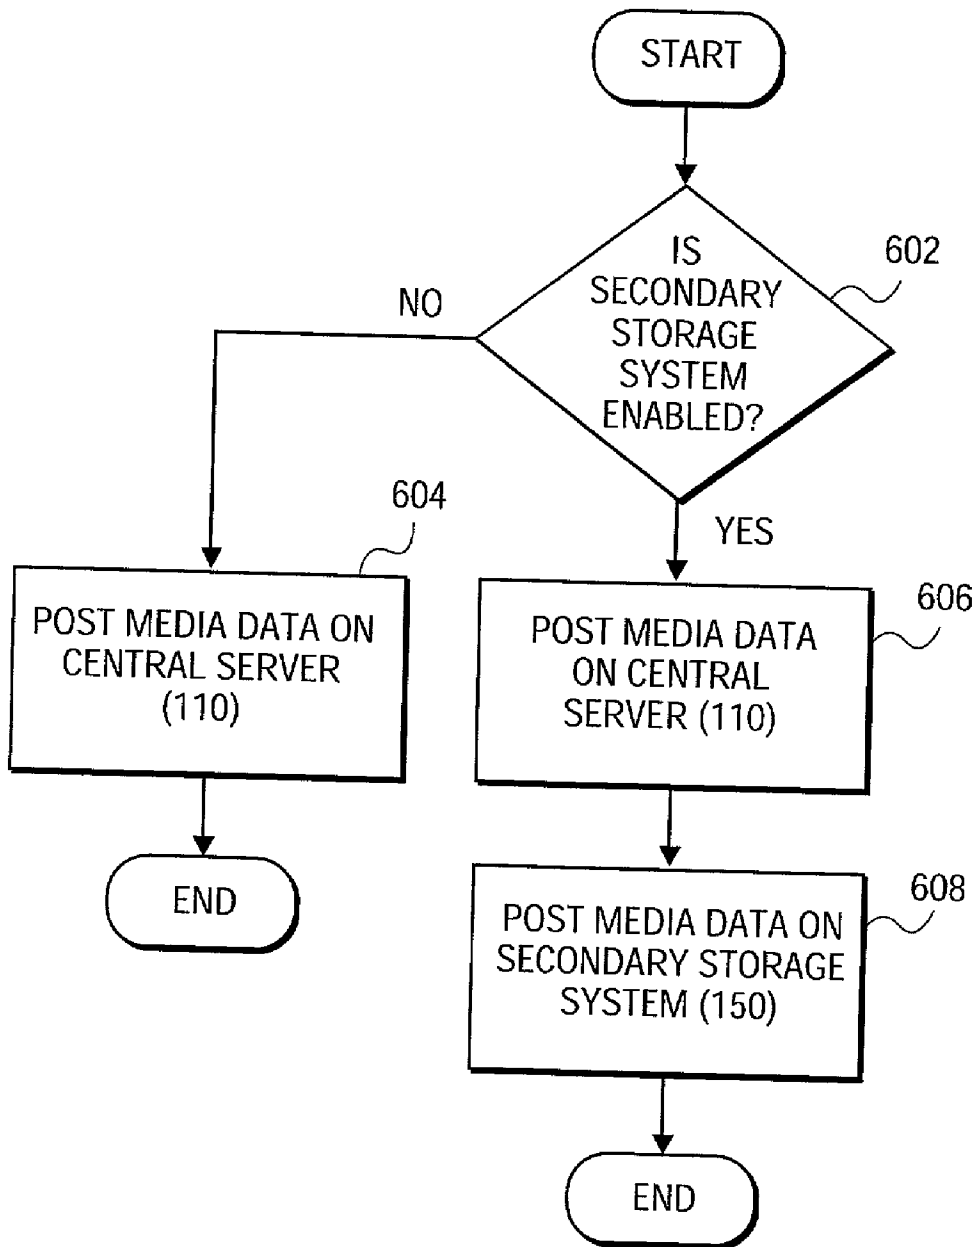 START
IS
SECONDARY
STORAGE
SYSTEM
ENABLED?
602
NO
YES
604
POST MEDIA DATA ON
CENTRAL SERVER
(110)
606
POST MEDIA DATA
ON CENTRAL
SERVER (110)
END
608
POST MEDIA DATA ON
SECONDARY STORAGE
SYSTEM (150)
END